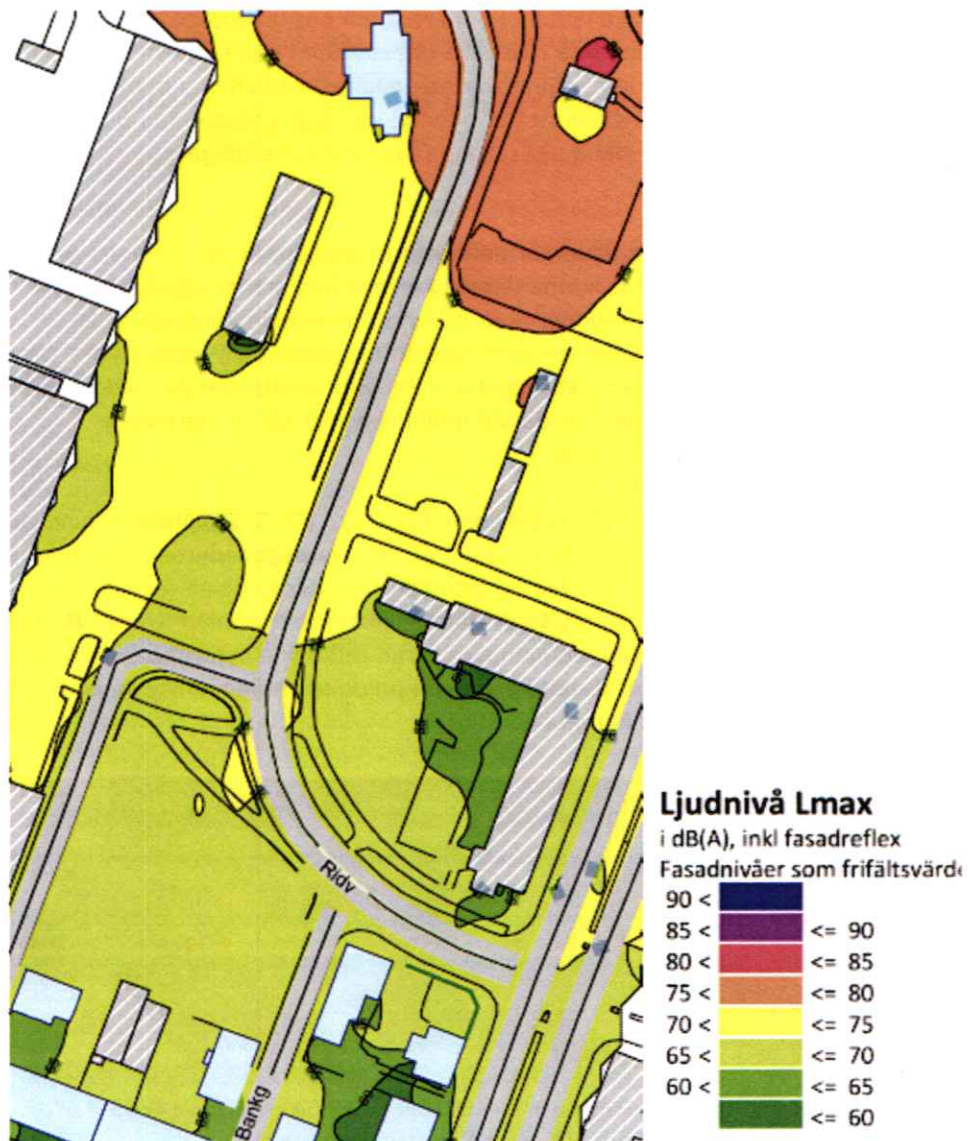 Ridv
Bankg
Ljudnivå Lmax
i dB(A), inkl fasadreflex
Fasadnivåer som frifältsvärde
90 <
85 < <= 90
80 < <= 85
75 < <= 80
70 < <= 75
65 < <= 70
60 < <= 65
<= 60